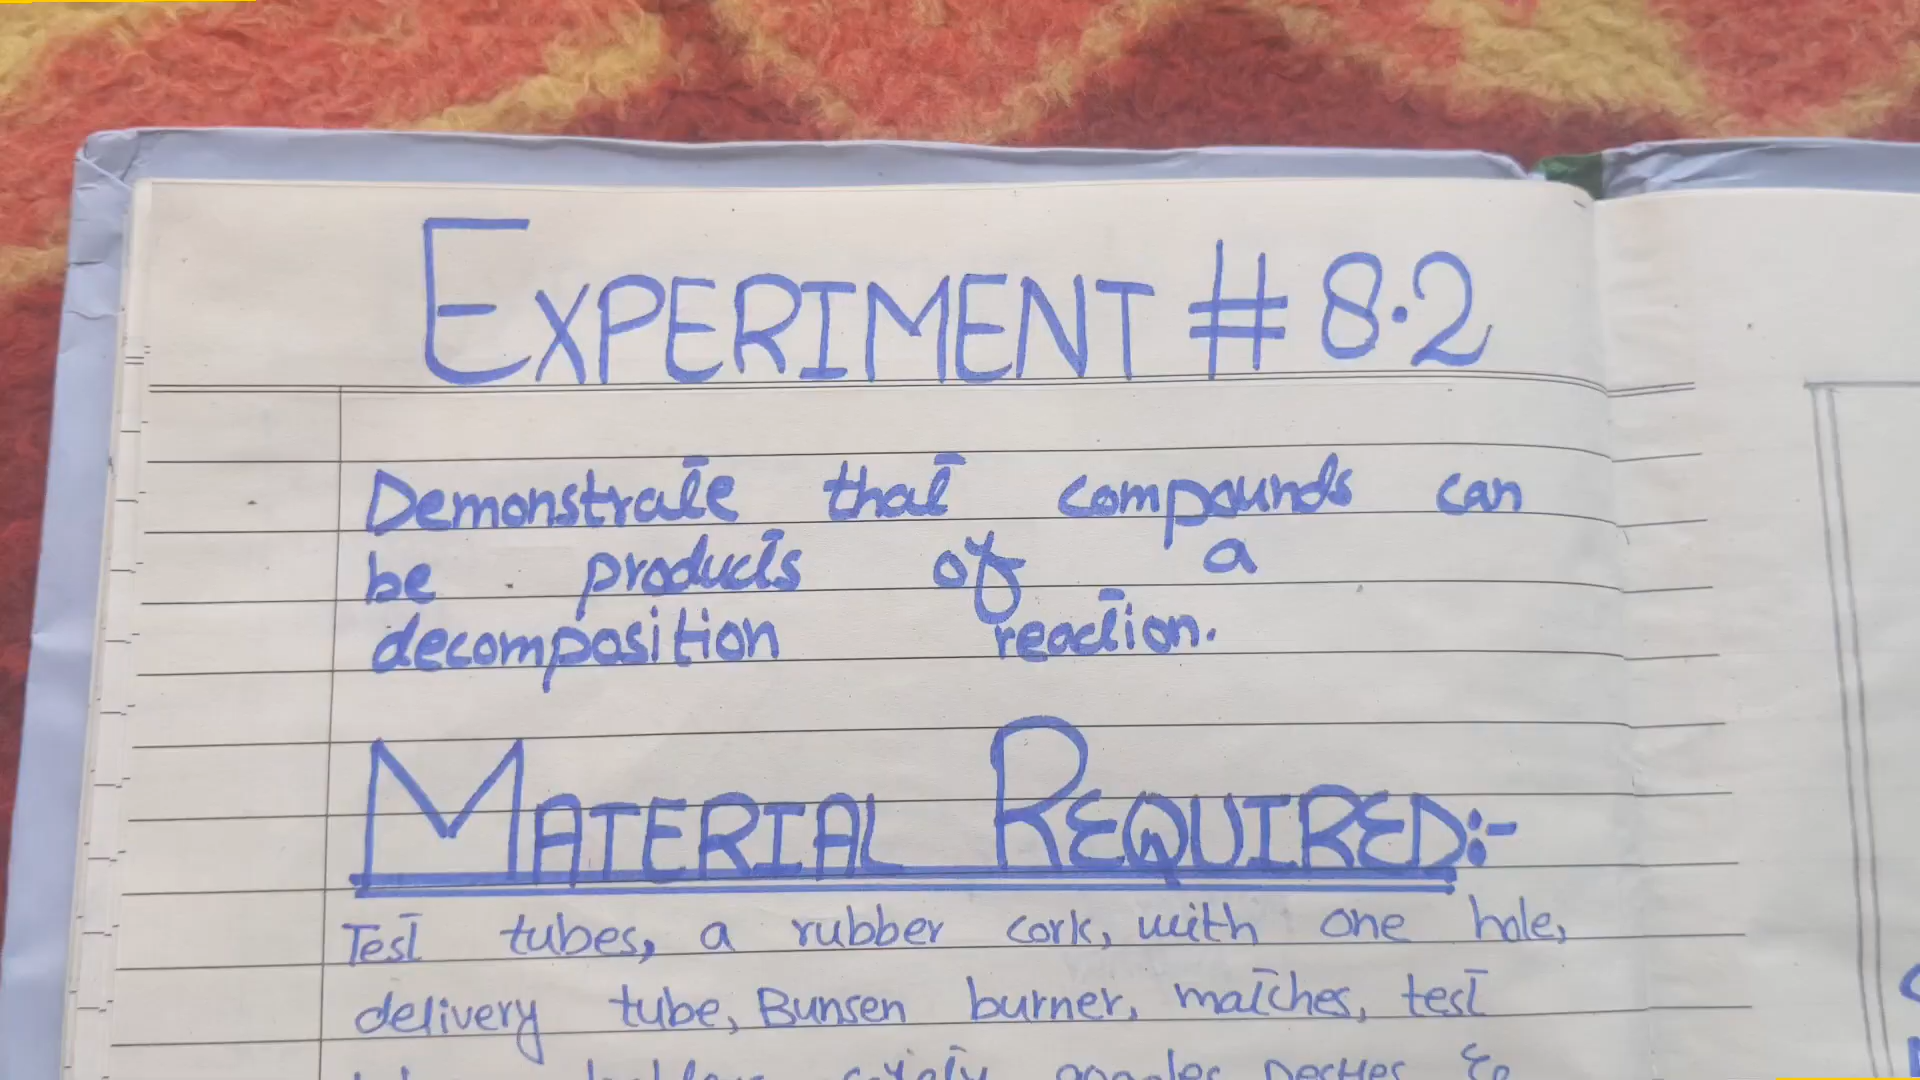 EXPERIMENT # 8.2
Demonstrate that compounds can
be products of a
decomposition reaction.
MATERIAL REQUIRED:-
Test tubes, a rubber cork, with one hole,
delivery tube, Bunsen burner, matches, test